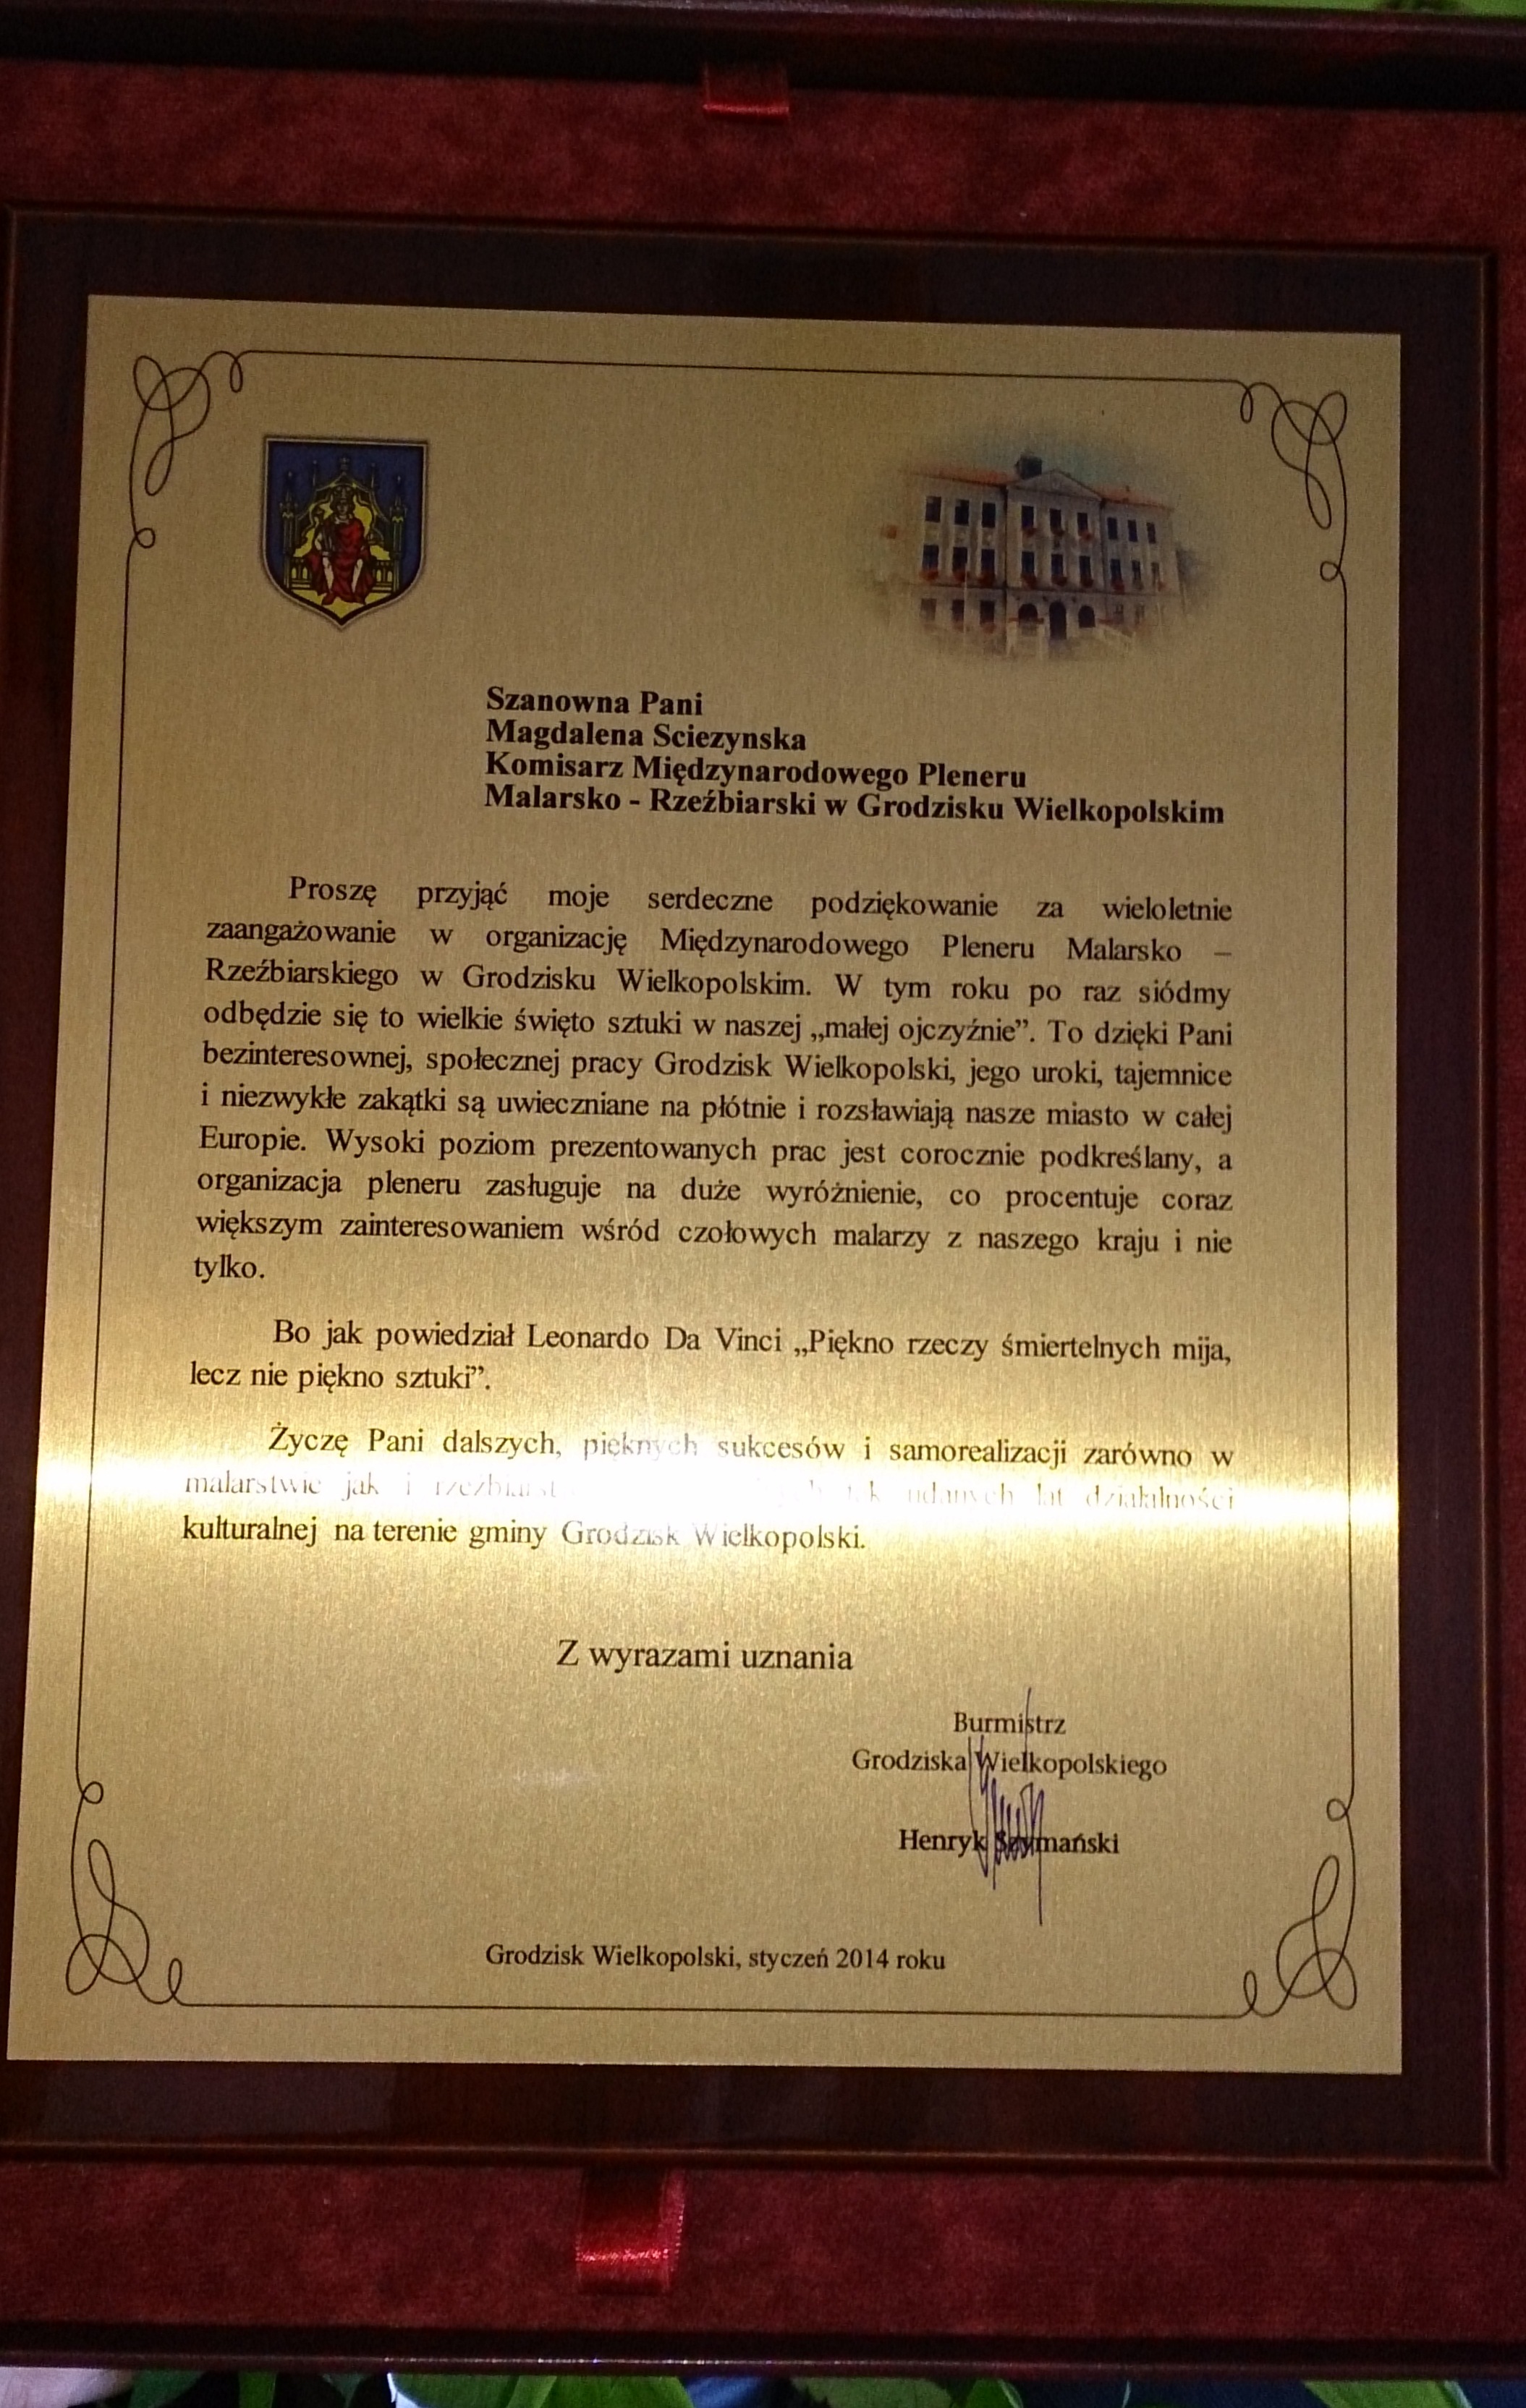 Szanowna Pani
Magdalena Sciezynska
Komisarz Międzynarodowego Pleneru
Malarsko - Rzeźbiarski w Grodzisku Wielkopolskim
Proszę przyjąć moje serdeczne podziękowanie za wieloletnie
zaangażowanie w organizację Międzynarodowego Pleneru Malarsko –
Rzeźbiarskiego w Grodzisku Wielkopolskim. W tym roku po raz siódmy
odbędzie się to wielkie święto sztuki w naszej „małej ojczyźnie”. To dzięki Pani
bezinteresownej, społecznej pracy Grodzisk Wielkopolski, jego uroki, tajemnice
i niezwykłe zakątki są uwieczniane na płótnie i rozsławiają nasze miasto w całej
Europie. Wysoki poziom prezentowanych prac jest corocznie podkreślany, a
organizacja pleneru zasługuje na duże wyróżnienie, co procentuje coraz
większym zainteresowaniem wśród czołowych malarzy z naszego kraju i nie
tylko.
Bo jak powiedział Leonardo Da Vinci „Piękno rzeczy śmiertelnych mija,
lecz nie piękno sztuki”.
Życzę Pani dalszych, pięknych sukcesów i samorealizacji zarówno w
malarstwie jak i udanych lat działalności
kulturalnej na terenie gminy Grodzisk Wielkopolski.
Z wyrazami uznania
Burmistrz
Grodziska Wielkopolskiego
Henryk Szymański
Grodzisk Wielkopolski, styczeń 2014 roku